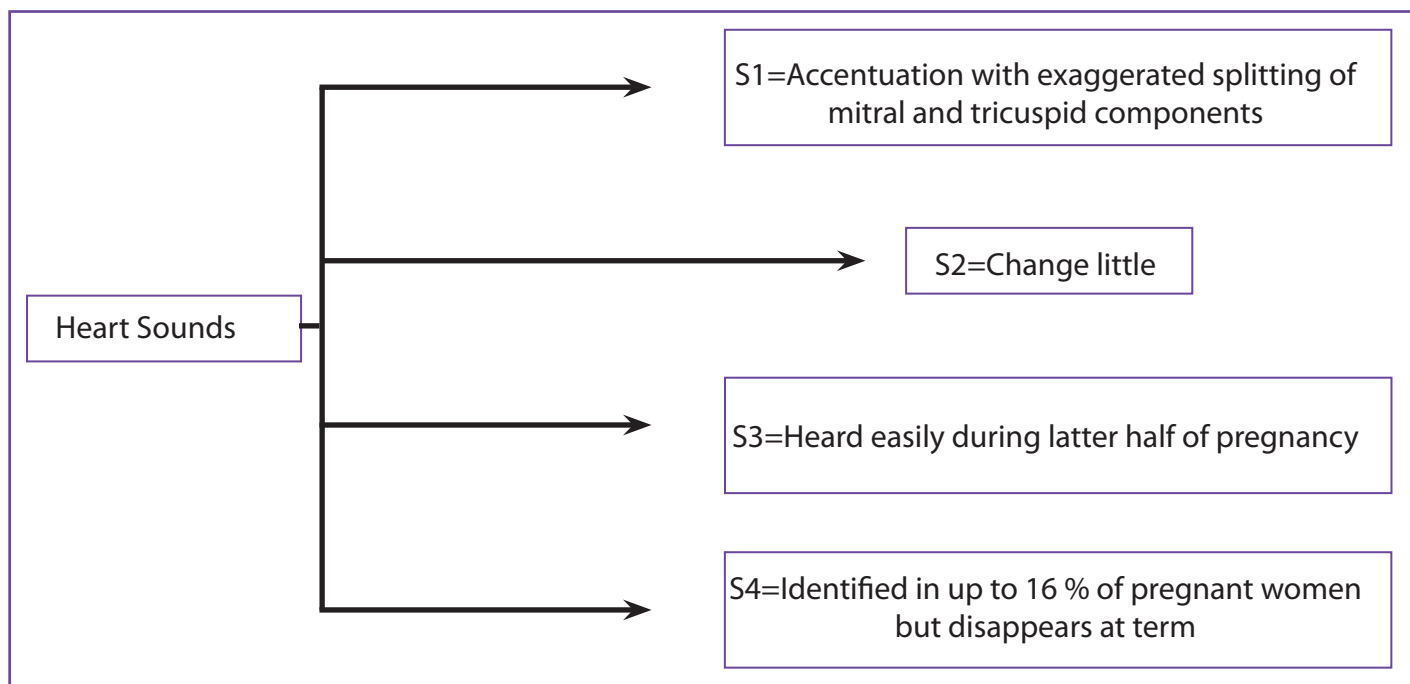 S1=Accentuation with exaggerated splitting of
mitral and tricuspid components
S2=Change little
Heart Sounds
S3=Heard easily during latter half of pregnancy
S4=Identified in up to 16 % of pregnant women
but disappears at term